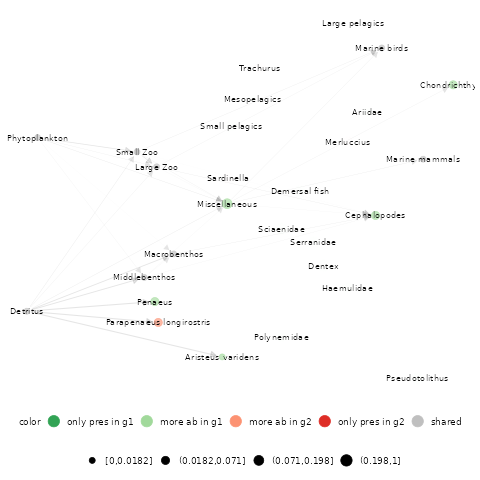 Large pelagics
Marine birds
Trachurus
Chondrichthy
Mesopelagics
Ariidae
Small pelagics
Phytoplankton
Merluccius
Small Zoo
Marine mammals
Large Zoo
Sardinella
Demersal fish
Miscellaneous
Cephalopodes
Sciaenidae
Serranidae
Macrobenthos
Dentex
Middlebenthos
Haemulidae
Penaeus
Detritus
Parapenaeus longirostris
Polynemidae
Aristeus varidens
Pseudotolithus
color only pres in g1 more ab in g1 more ab in g2 only pres in g2 shared
[0,0.0182] (0.0182,0.071] (0.071,0.198] (0.198,1]